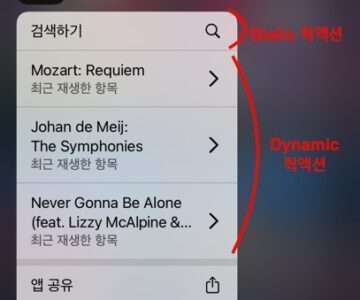 검색하기
Static 퀵액션
Mozart: Requiem
최근 재생한 항목
Johan de Meij:
The Symphonies
최근 재생한 항목
Dynamic
퀵액션
Never Gonna Be Alone
(feat. Lizzy McAlpine &...
최근 재생한 항목
앱 공유